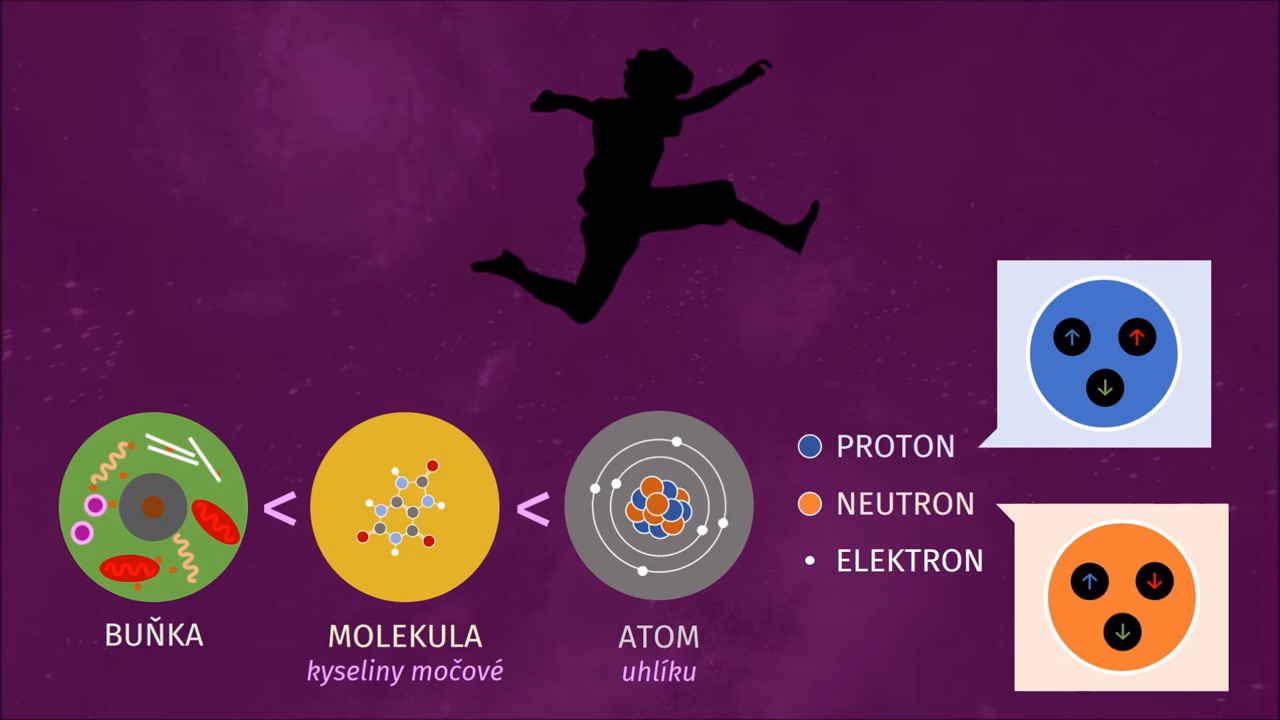 PROTON
NEUTRON
ELEKTRON
<
<
BUŇKA
MOLEKULA
kyseliny močové
ATOM
uhlíku